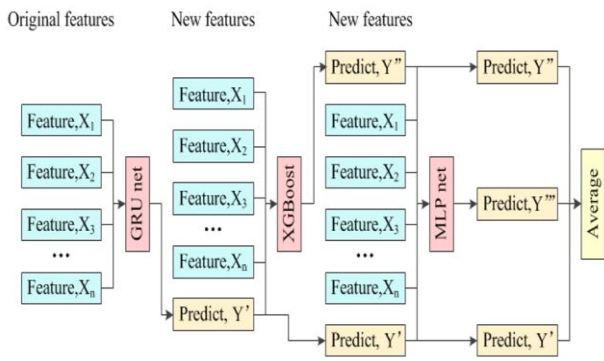 Original features
Feature,X₁
Feature,X₂
Feature,X₃
...
Feature,Xₙ
GRU net
New features
Feature,X₁
Feature,X₂
Feature,X₃
...
Feature,Xₙ
Predict, Y’
XGBoost
New features
Predict,Y”
Feature,X₁
Feature,X₂
Feature,X₃
...
Feature,Xₙ
Predict, Y’
MLP net
Predict,Y”
Predict,Y”’
Predict, Y’
Average